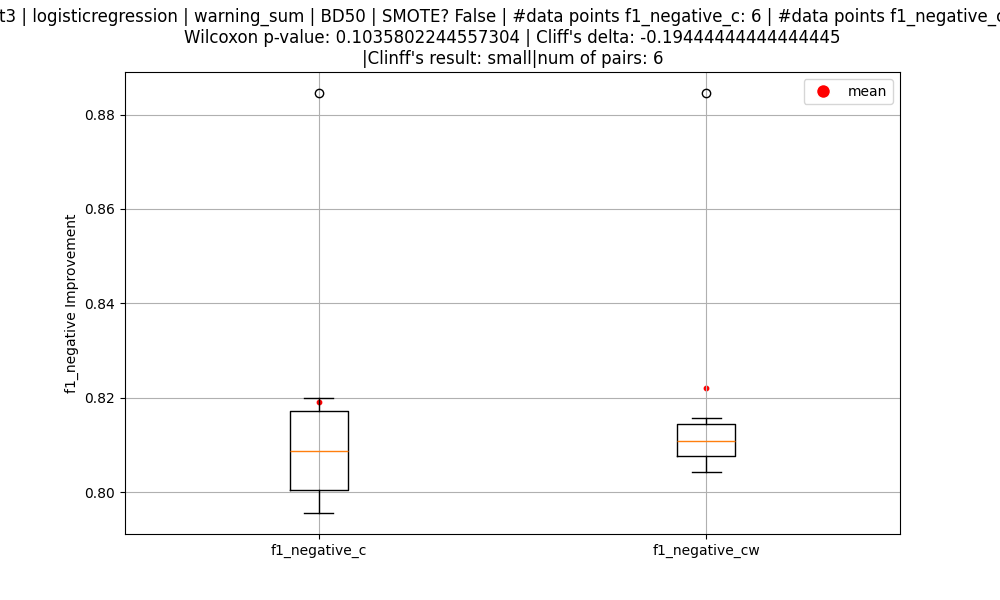 t3 | logisticregression | warning_sum | BD50 | SMOTE? False | #data points f1_negative_c: 6 | #data points f1_negative_c
Wilcoxon p-value: 0.1035802244557304 | Cliff's delta: -0.19444444444444445
|Clinff's result: small|num of pairs: 6
mean
0.88
0.86
0.84
0.82
0.80
f1_negative Improvement
f1_negative_c
f1_negative_cw